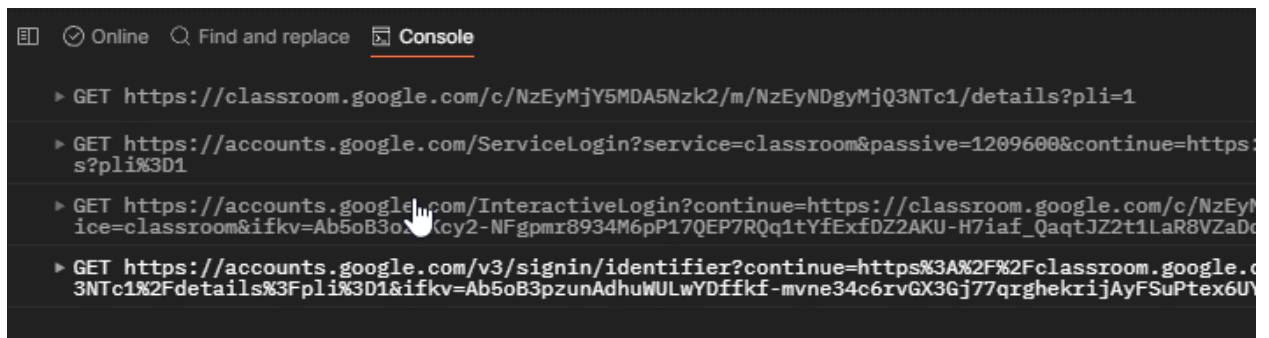 Online Find and replace Console
GET https://classroom.google.com/c/NzEyMjY5MDA5Nzk2/m/NzEyNDgyMjQ3NTc1/details?pli=1
GET https://accounts.google.com/ServiceLogin?service=classroom&passive=1209600&continue=https:
s?pli%3D1
GET https://accounts.google.com/InteractiveLogin?continue=https://classroom.google.com/c/NzEyM
GET https://accounts.google.com/v3/signin/identifier?continue=https%3A%2F%2Fclassroom.google.c
3NTc1%2Fdetails%3Fpli%3D1&ifkv=Ab5oB3pzunAdhuWULwYDffkf-mvne34c6rvGX3Gj77qrghekrijAyFSuPtex6UY